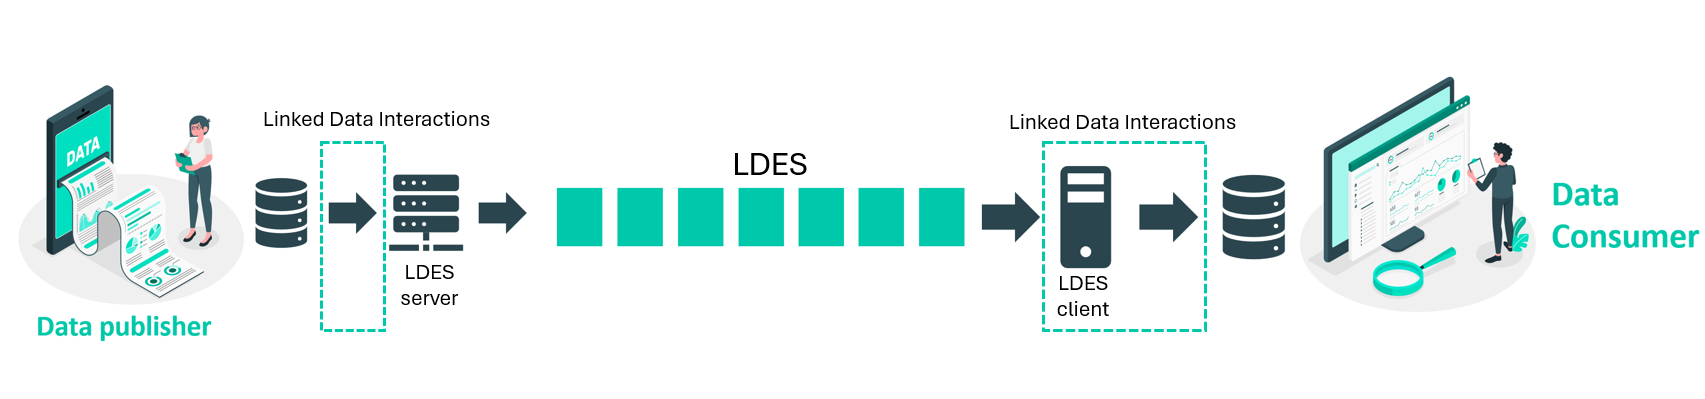 DATA
Data publisher
Linked Data Interactions
LDES
server
LDES
Linked Data Interactions
LDES
client
Data
Consumer